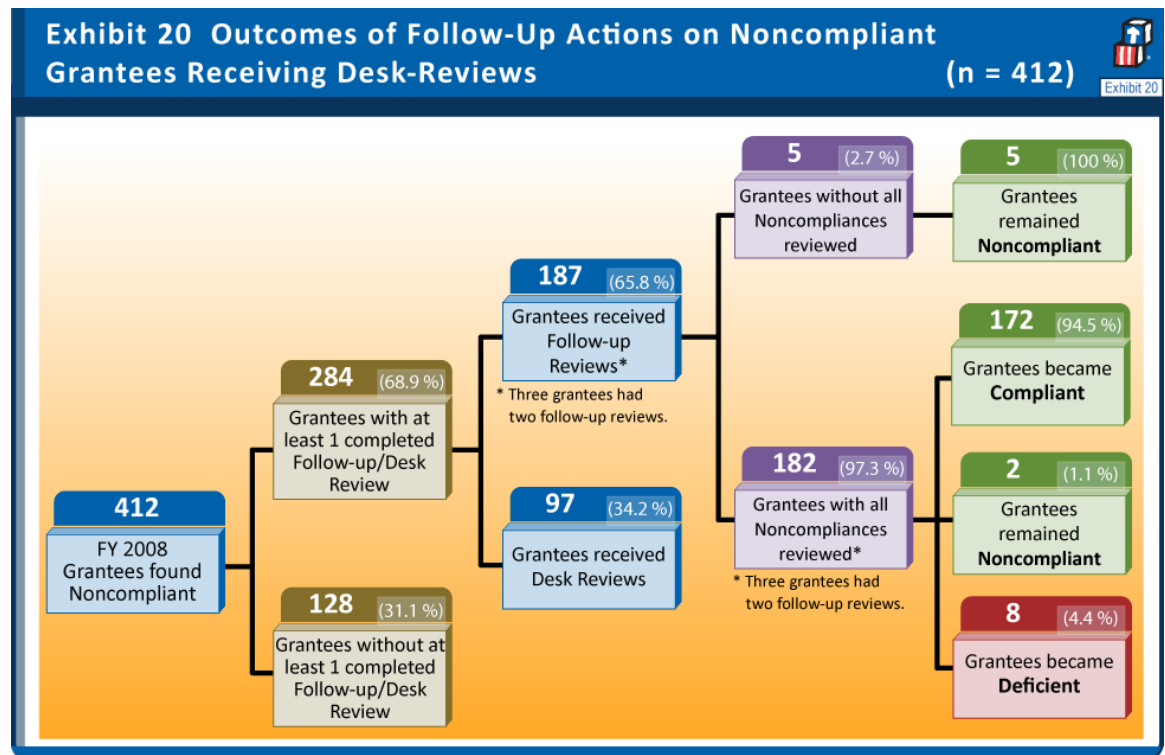 Exhibit 20 Outcomes of Follow-Up Actions on Noncompliant
Grantees Receiving Desk-Reviews (n = 412)
Exhibit 20
412
FY 2008
Grantees found
Noncompliant
284 (68.9 %)
Grantees with at
least 1 completed
Follow-up/Desk
Review
128 (31.1 %)
Grantees without at
least 1 completed
Follow-up/Desk
Review
187 (65.8 %)
Grantees received
Follow-up
Reviews*
* Three grantees had
two follow-up reviews.
97 (34.2 %)
Grantees received
Desk Reviews
5 (2.7 %)
Grantees without all
Noncompliances
reviewed
182 (97.3 %)
Grantees with all
Noncompliances
reviewed*
* Three grantees had
two follow-up reviews.
5 (100 %)
Grantees
remained
Noncompliant
172 (94.5 %)
Grantees became
Compliant
2 (1.1 %)
Grantees
remained
Noncompliant
8 (4.4 %)
Grantees became
Deficient